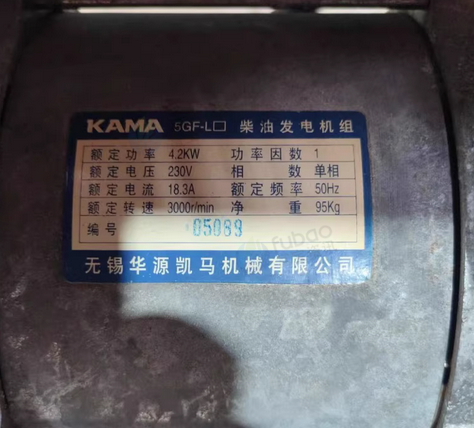 KAMA 5GF-L□ 柴油发电机组
额定功率 4.2KW 功率因数 1
额定电压 230V 相数 单相
额定电流 18.3A 额定频率 50Hz
额定转速 3000r/min 净重 95Kg
编号 05089
fubao
无锡华源凯马机械有限公司